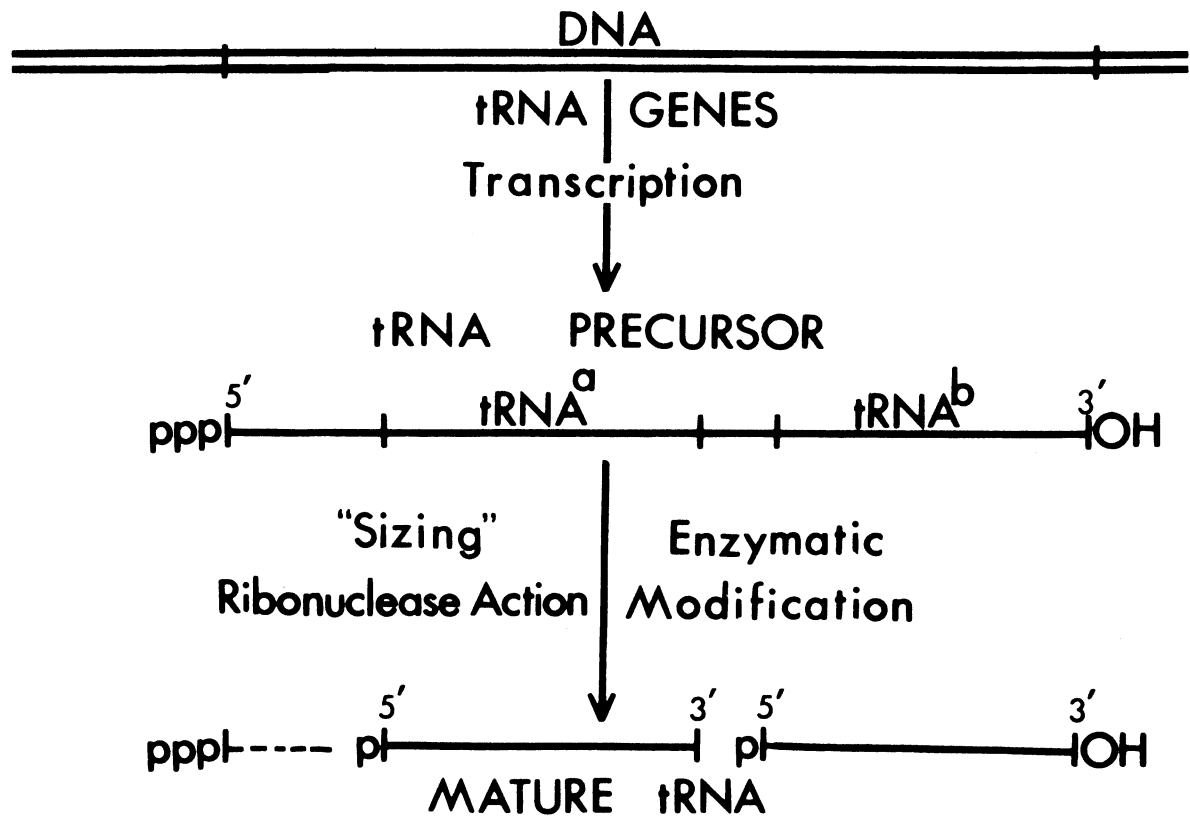 DNA
tRNA GENES
Transcription
tRNA PRECURSOR
5′ tRNAᵃ tRNAᵇ 3′
ppp OH
"Sizing" Enzymatic
Ribonuclease Action Modification
5′ 3′ 5′ 3′
ppp p p OH
MATURE tRNA